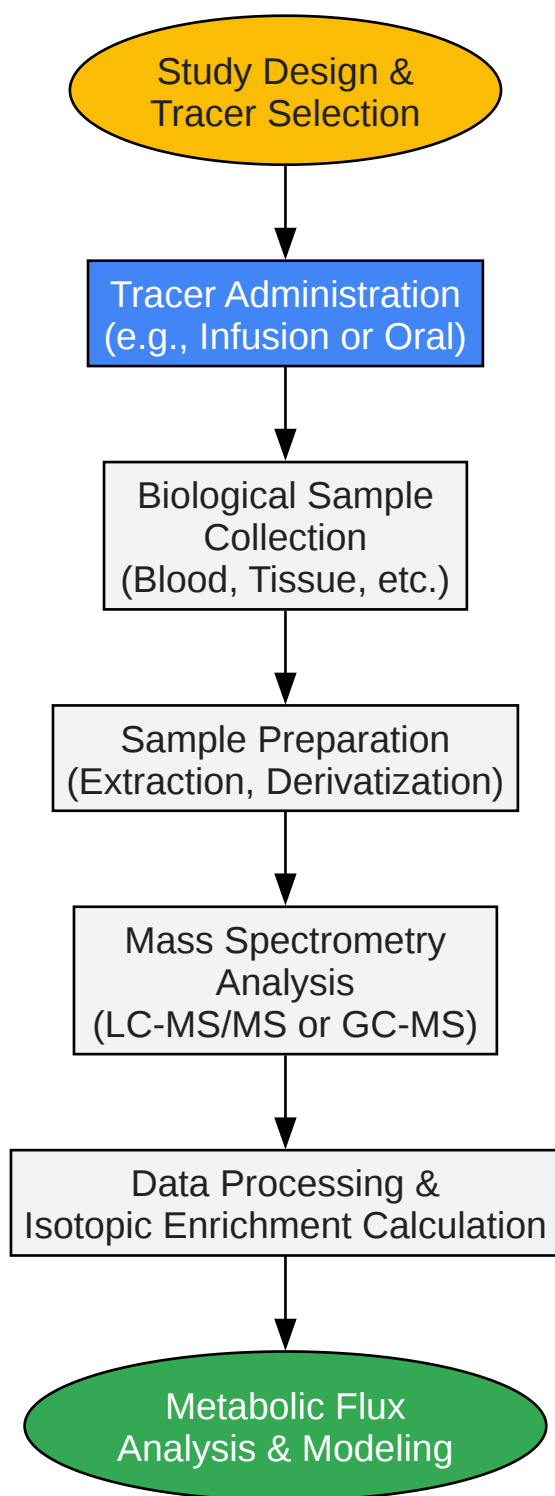 Study Design &
Tracer Selection
Tracer Administration
(e.g., Infusion or Oral)
Biological Sample
Collection
(Blood, Tissue, etc.)
Sample Preparation
(Extraction, Derivatization)
Mass Spectrometry
Analysis
(LC-MS/MS or GC-MS)
Data Processing &
Isotopic Enrichment Calculation
Metabolic Flux
Analysis & Modeling